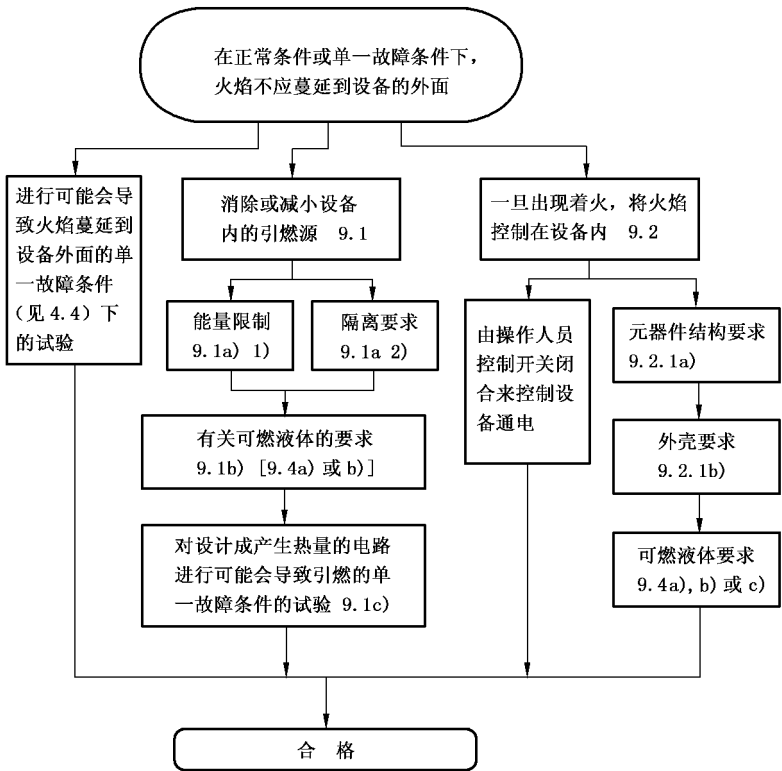 在正常条件或单一故障条件下,
火焰不应蔓延到设备的外面
进行可能会导
致火焰蔓延到
设备外面的单
一故障条件
(见4.4)下
的试验
消除或减小设备
内的引燃源 9.1
能量限制
9.1a) 1)
隔离要求
9.1a 2)
有关可燃液体的要求
9.1b) [9.4a)或b)]
对设计成产生热量的电路
进行可能会导致引燃的单
一故障条件的试验 9.1c)
一旦出现着火,将火焰
控制在设备内 9.2
由操作人员
控制开关闭
合来控制设
备通电
元器件结构要求
9.2.1a)
外壳要求
9.2.1b)
可燃液体要求
9.4a),b)或c)
合 格